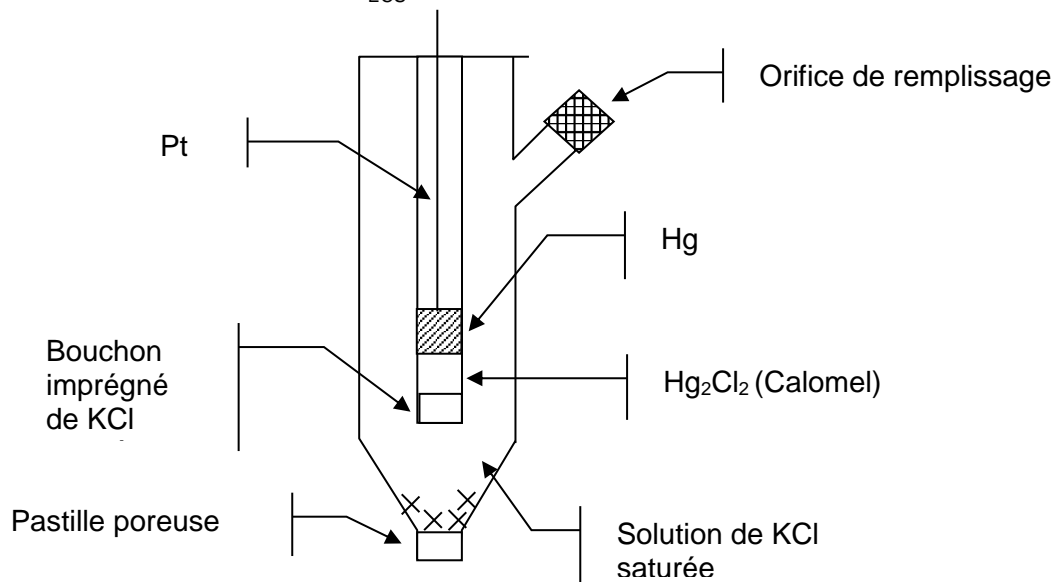 Orifice de remplissage
Pt
Hg
Bouchon
imprégné
de KCl
Hg₂Cl₂ (Calomel)
Pastille poreuse
Solution de KCl
saturée